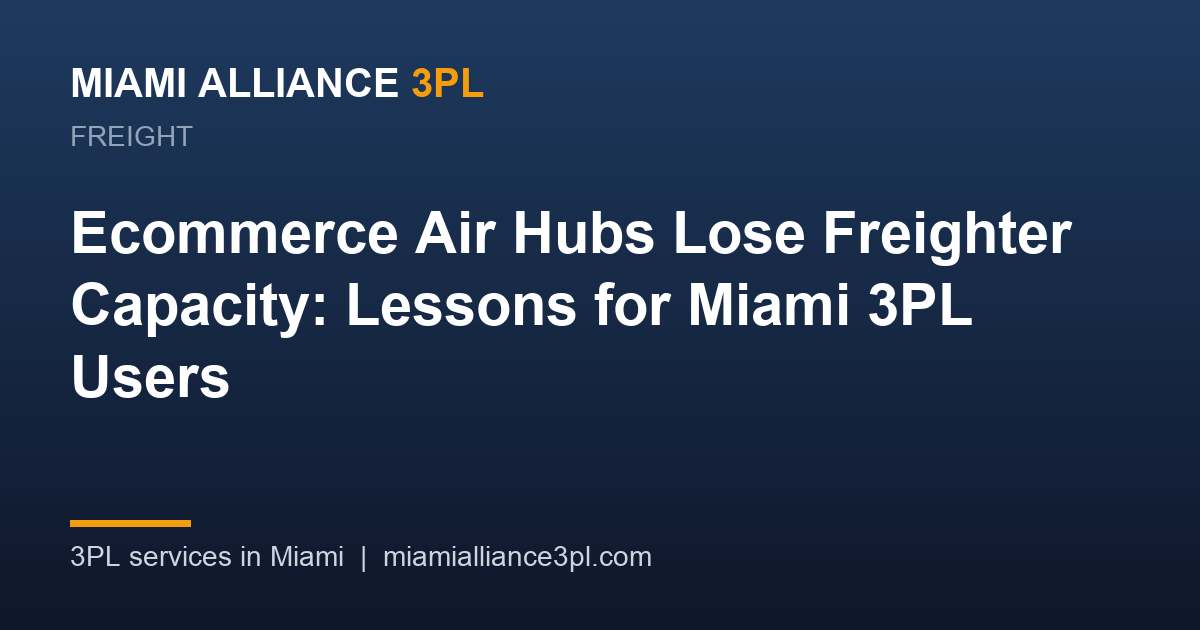 MIAMI ALLIANCE 3PL
FREIGHT
Ecommerce Air Hubs Lose Freighter
Capacity: Lessons for Miami 3PL
Users
3PL services in Miami | miamialliance3pl.com